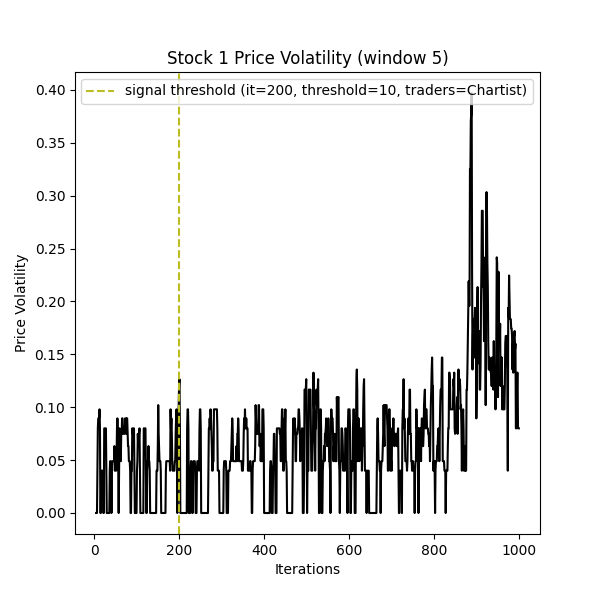 Stock 1 Price Volatility (window 5)
signal threshold (it=200, threshold=10, traders=Chartist)
0.40
0.35
0.30
0.25
0.20
0.15
0.10
0.05
0.00
Price Volatility
0 200 400 600 800 1000
Iterations